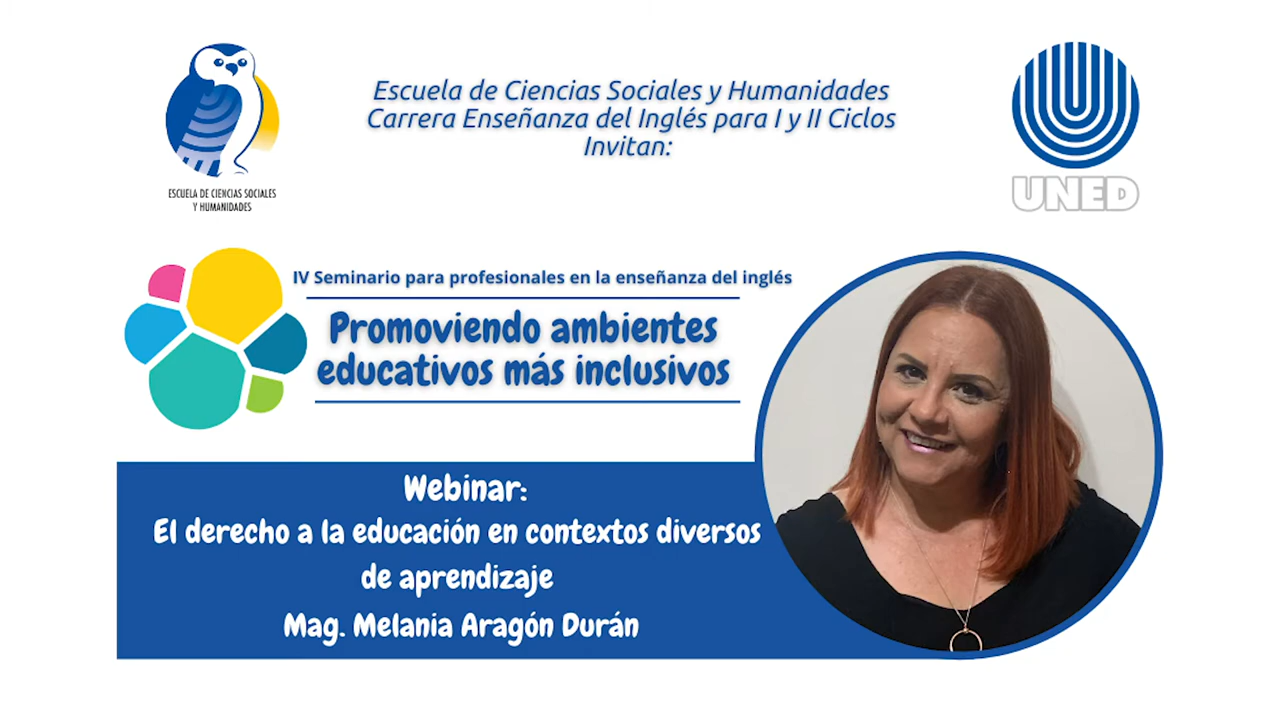 Escuela de Ciencias Sociales y Humanidades
Carrera Enseñanza del Inglés para I y II Ciclos
Invitan:
ESCUELA DE CIENCIAS SOCIALES
Y HUMANIDADES
UNED
IV Seminario para profesionales en la enseñanza del inglés
Promoviendo ambientes
educativos más inclusivos
Webinar:
El derecho a la educación en contextos diversos
de aprendizaje
Mag. Melania Aragón Durán